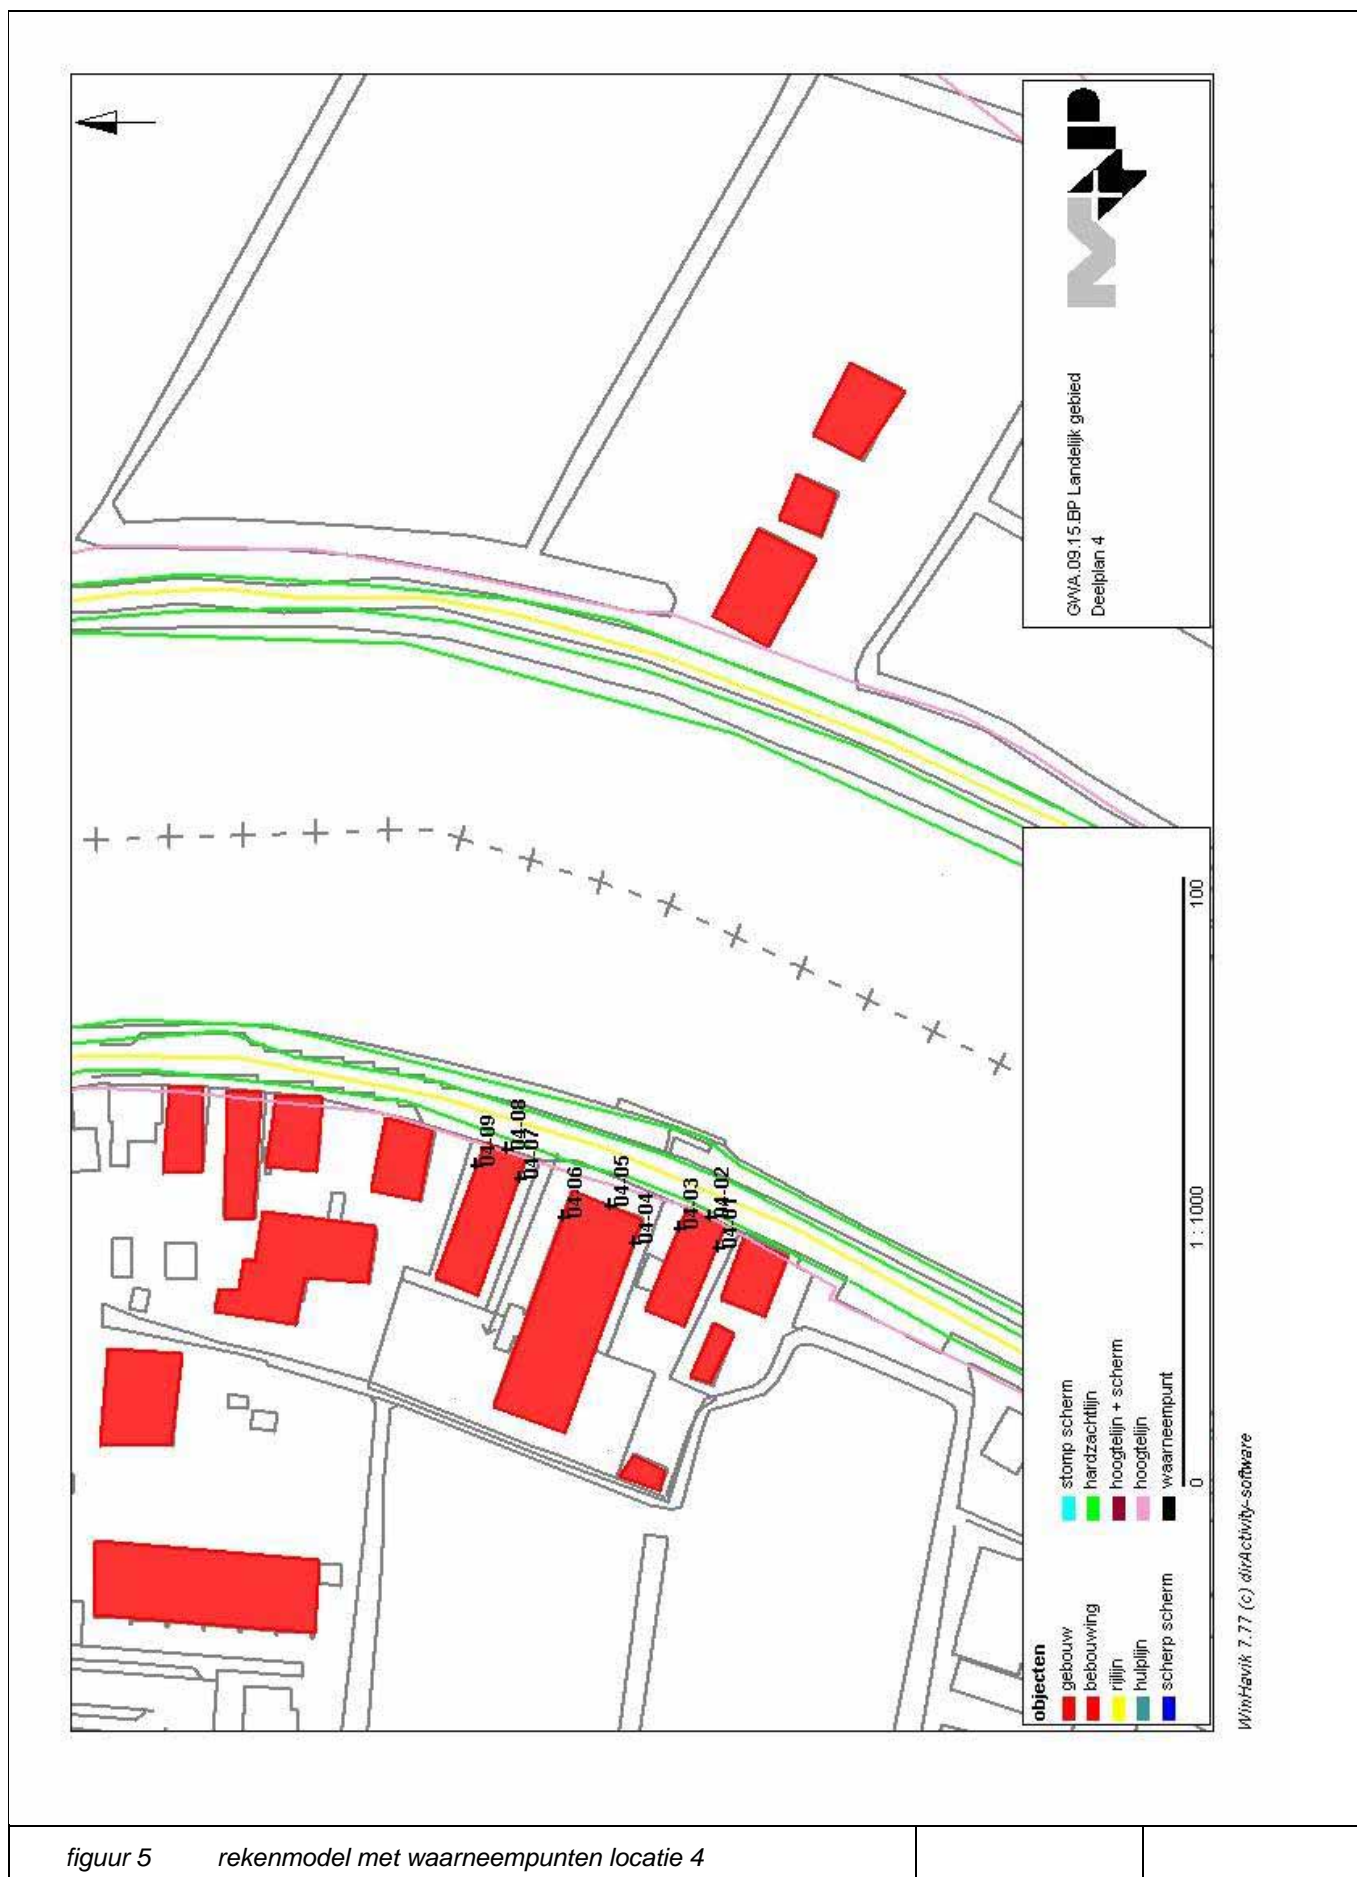 04-09
04-08
04-07
04-06
04-05
04-04
04-03
04-02
04-01
GWA.09.15.BP Landelijk gebied
Deelplan 4
objecten
gebouw
bebouwing
rijlijn
hulplijn
scherp scherm
stomp scherm
hardzachtlijn
hoogtelijn + scherm
hoogtelijn
waarneempunt
0
1 : 1000
100
WinHavik 7.77 (c) dirActivity-software
figuur 5 rekenmodel met waarneempunten locatie 4